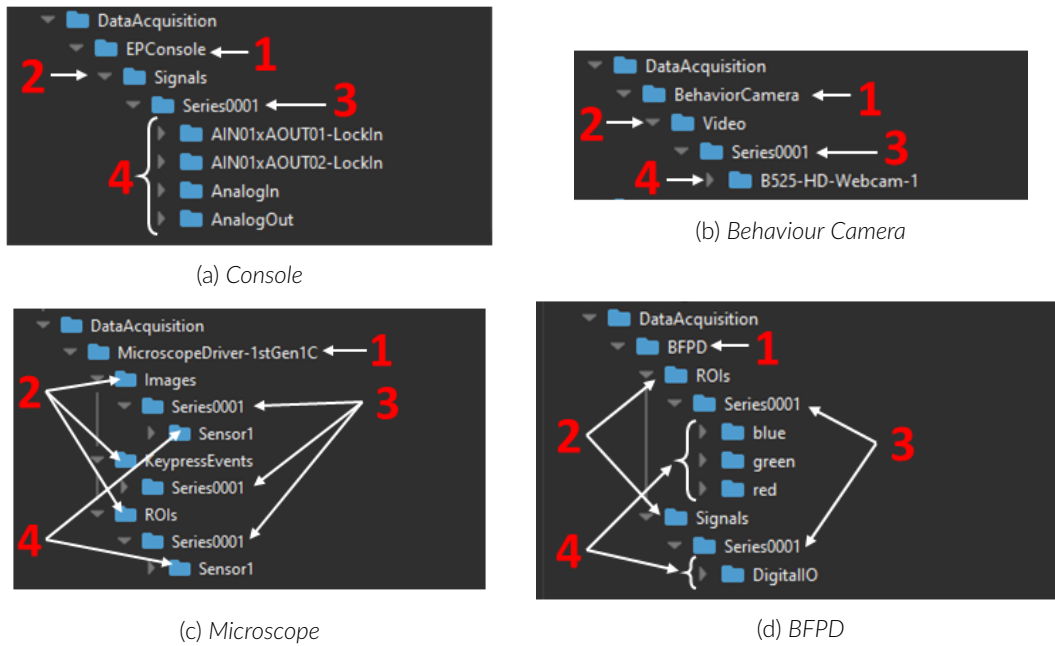 DataAcquisition
EPConsole
1
2
Signals
Series0001
3
4
AIN01xAOUT01-LockIn
AIN01xAOUT02-LockIn
AnalogIn
AnalogOut
(a) Console
DataAcquisition
BehaviorCamera
1
2
Video
Series0001
3
4
B525-HD-Webcam-1
(b) Behaviour Camera
DataAcquisition
MicroscopeDriver-1stGen1C
1
2
Images
Series0001
3
Sensor1
KeypressEvents
Series0001
ROIs
4
Series0001
Sensor1
(c) Microscope
DataAcquisition
BFPD
1
ROIs
Series0001
2
blue
3
green
red
Signals
4
Series0001
DigitalIO
(d) BFPD